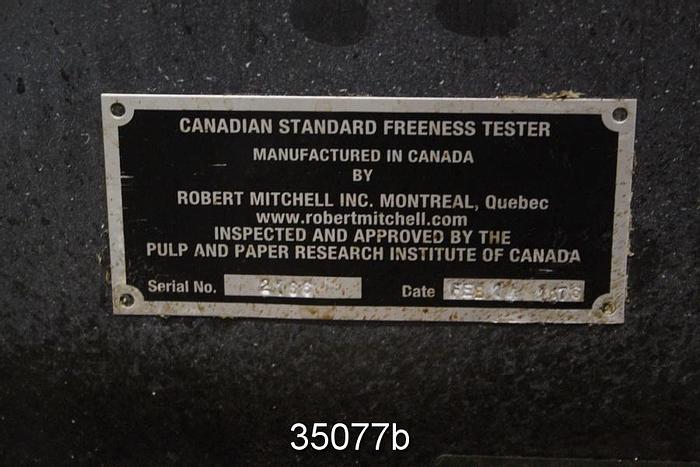 CANADIAN STANDARD FREENESS TESTER
MANUFACTURED IN CANADA
BY
ROBERT MITCHELL INC. MONTREAL, Quebec
www.robertmitchell.com
INSPECTED AND APPROVED BY THE
PULP AND PAPER RESEARCH INSTITUTE OF CANADA
Serial No.
Date FEB
35077b